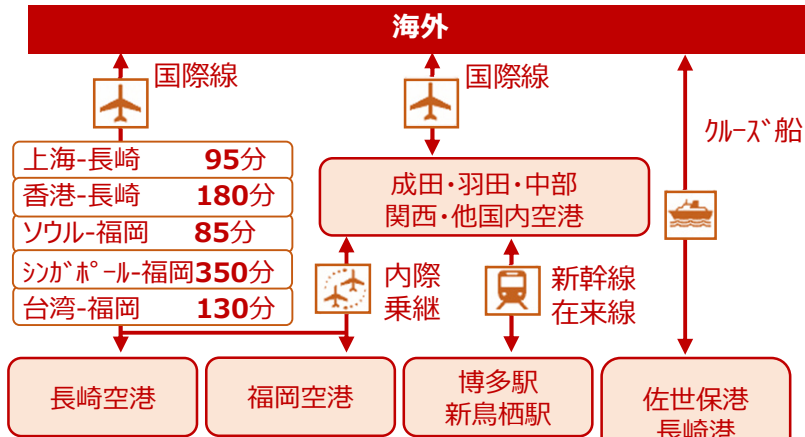 海外
国際線
国際線
クルーズ船
上海-長崎 95分
香港-長崎 180分
ソウル-福岡 85分
シンガポール-福岡350分
台湾-福岡 130分
成田・羽田・中部
関西・他国内空港
内際
乗継
新幹線
在来線
長崎空港
福岡空港
博多駅
新鳥栖駅
佐世保港
長崎港